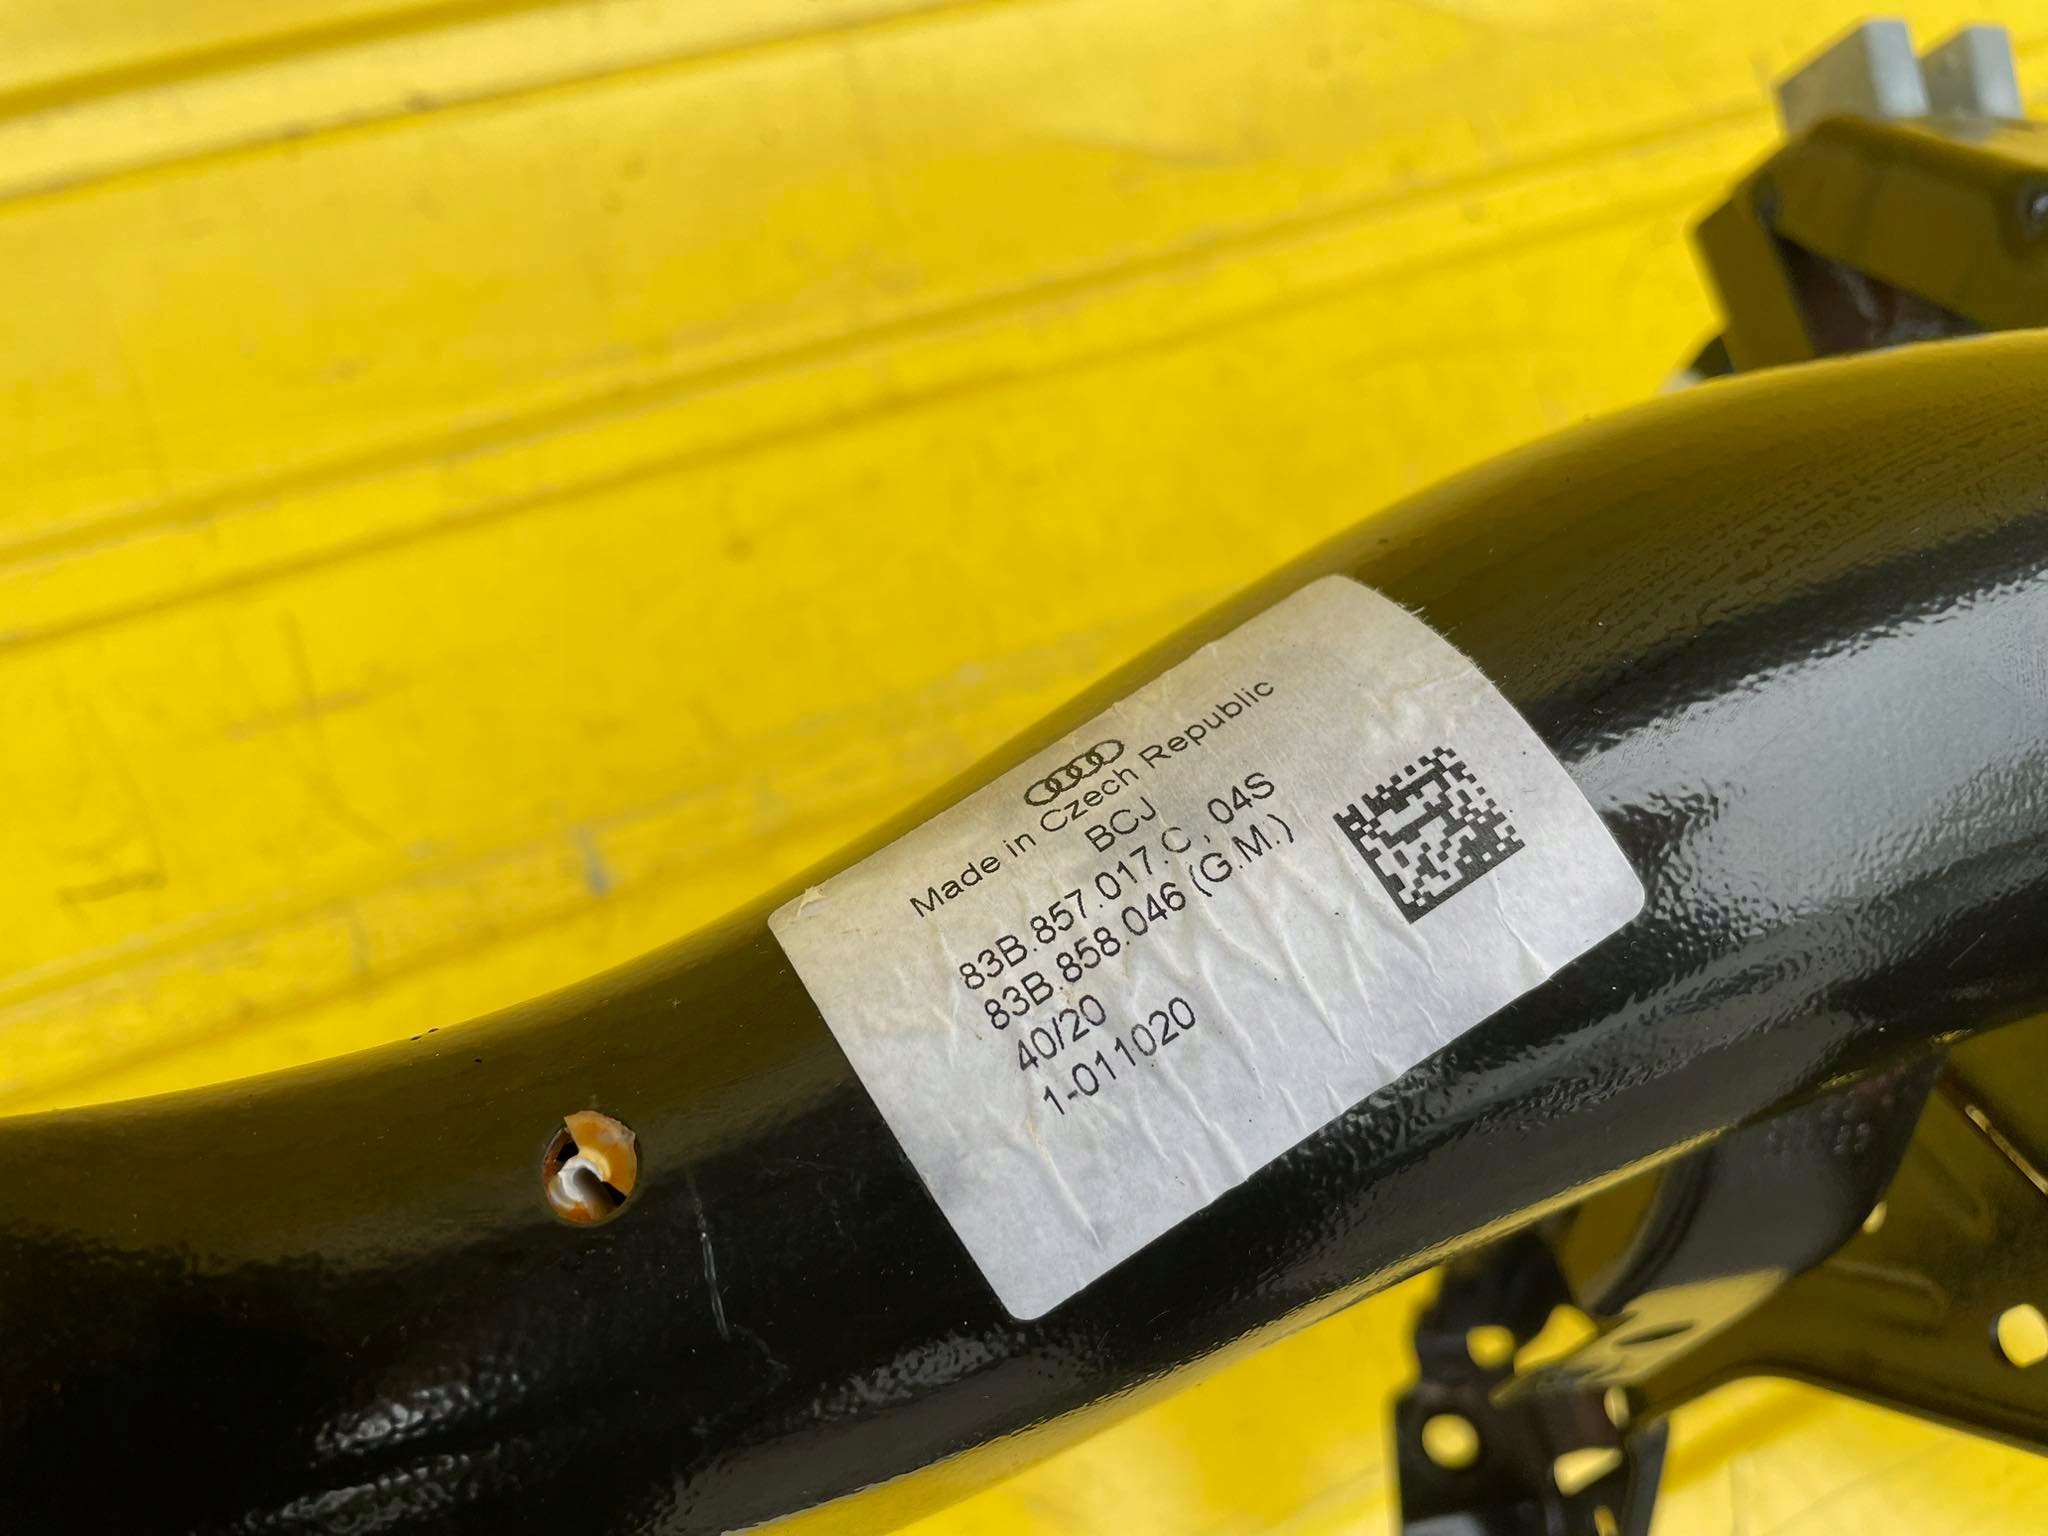 Made in Czech Republic
BCJ
83B.857.017.C , 04S
83B.858.046 (G.M.)
40/20
1-011020